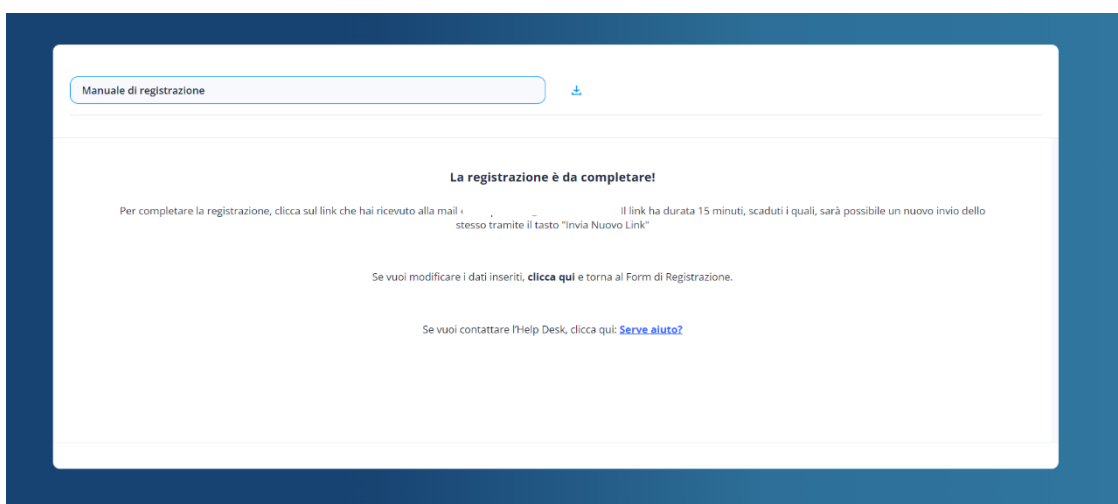 Manuale di registrazione
La registrazione è da completare!
Per completare la registrazione, clicca sul link che hai ricevuto alla mail Il link ha durata 15 minuti, scaduti i quali, sarà possibile un nuovo invio dello
stesso tramite il tasto "Invia Nuovo Link"
Se vuoi modificare i dati inseriti, clicca qui e torna al Form di Registrazione.
Se vuoi contattare l'Help Desk, clicca qui: Serve aiuto?